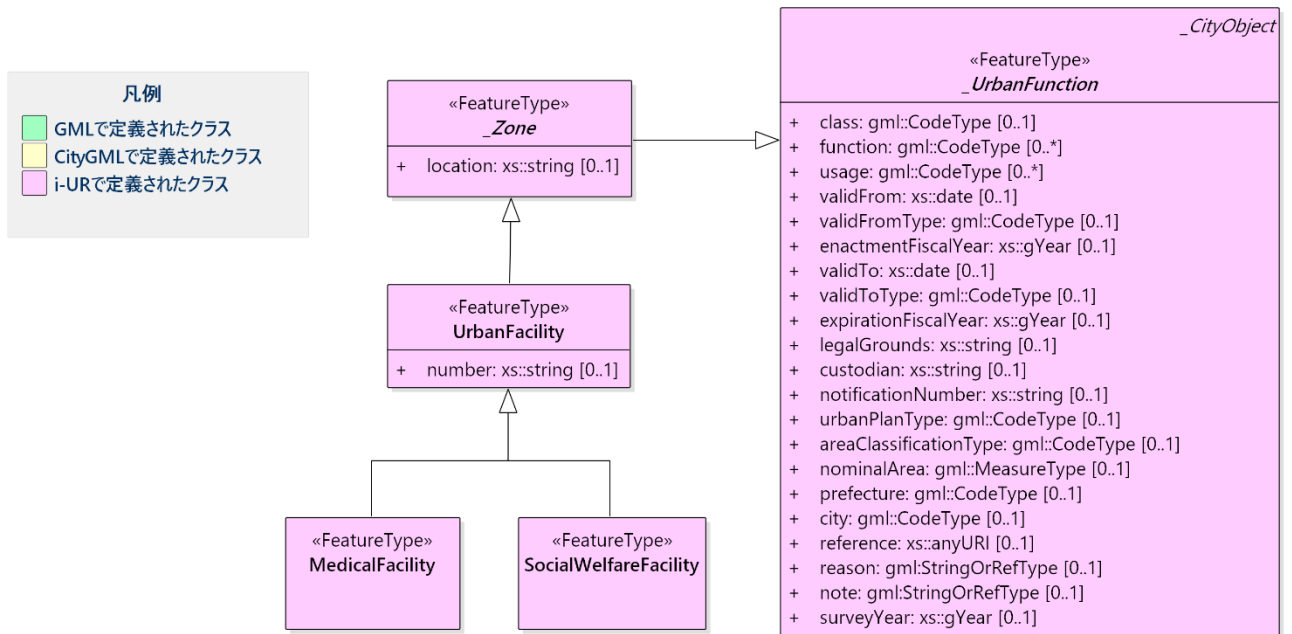 凡例
GMLで定義されたクラス
CityGMLで定義されたクラス
i-URで定義されたクラス
«FeatureType»
_Zone
+ location: xs::string [0..1]
«FeatureType»
UrbanFacility
+ number: xs::string [0..1]
«FeatureType»
MedicalFacility
«FeatureType»
SocialWelfareFacility
_CityObject
«FeatureType»
_UrbanFunction
+ class: gml::CodeType [0..1]
+ function: gml::CodeType [0..*]
+ usage: gml::CodeType [0..*]
+ validFrom: xs::date [0..1]
+ validFromType: gml::CodeType [0..1]
+ enactmentFiscalYear: xs::gYear [0..1]
+ validTo: xs::date [0..1]
+ validToType: gml::CodeType [0..1]
+ expirationFiscalYear: xs::gYear [0..1]
+ legalGrounds: xs::string [0..1]
+ custodian: xs::string [0..1]
+ notificationNumber: xs::string [0..1]
+ urbanPlanType: gml::CodeType [0..1]
+ areaClassificationType: gml::CodeType [0..1]
+ nominalArea: gml::MeasureType [0..1]
+ prefecture: gml::CodeType [0..1]
+ city: gml::CodeType [0..1]
+ reference: xs::anyURI [0..1]
+ reason: gml:StringOrRefType [0..1]
+ note: gml:StringOrRefType [0..1]
+ surveyYear: xs::gYear [0..1]